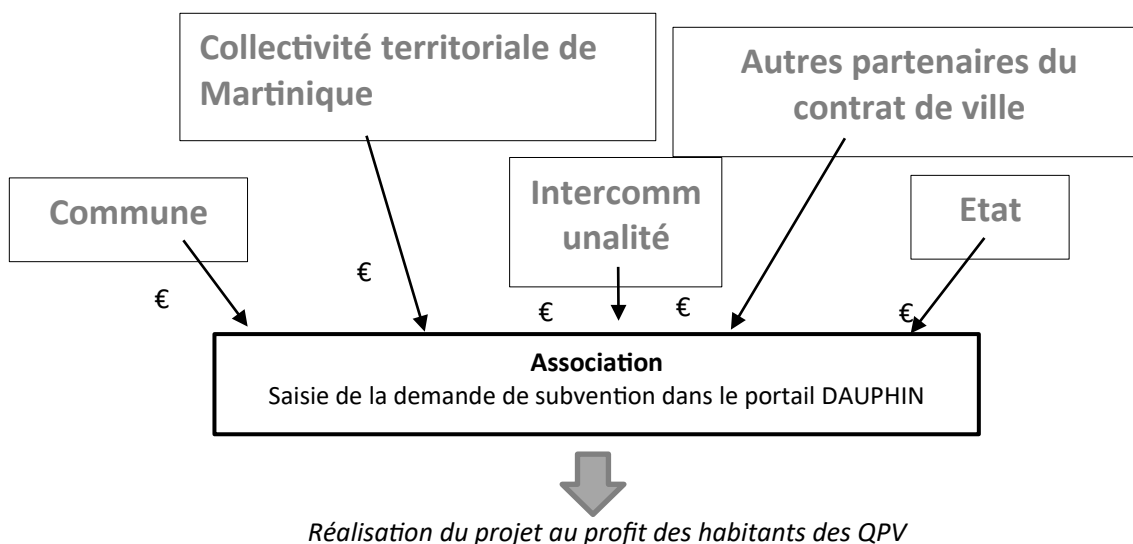 Collectivité territoriale de
Martinique
Autres partenaires du
contrat de ville
Commune
Intercomm
unalité
Etat
€
€
€
€
€
Association
Saisie de la demande de subvention dans le portail DAUPHIN
Réalisation du projet au profit des habitants des QPV